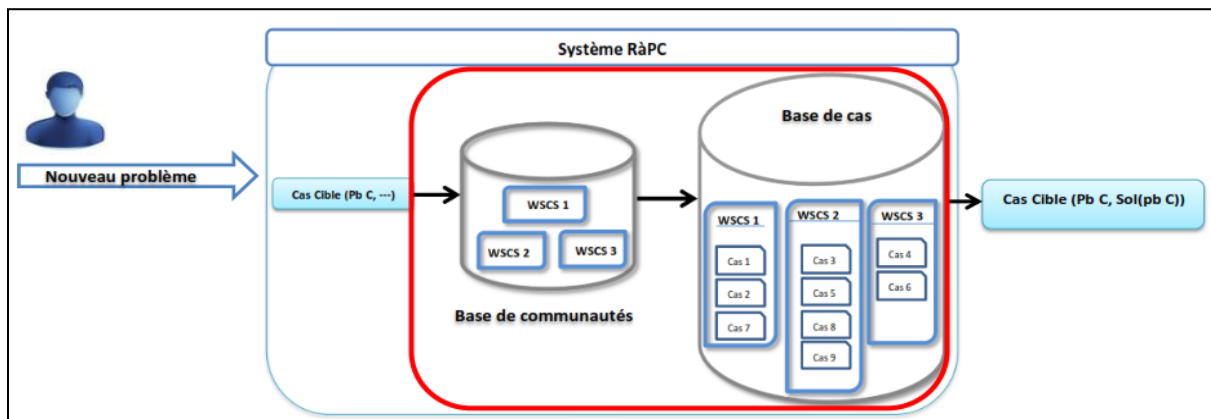 Système RàPC
Nouveau problème
Cas Cible (Pb C, ---)
WSCS 1
WSCS 2
WSCS 3
Base de communautés
Base de cas
WSCS 1
Cas 1
Cas 2
Cas 7
WSCS 2
Cas 3
Cas 5
Cas 8
Cas 9
WSCS 3
Cas 4
Cas 6
Cas Cible (Pb C, Sol(pb C))